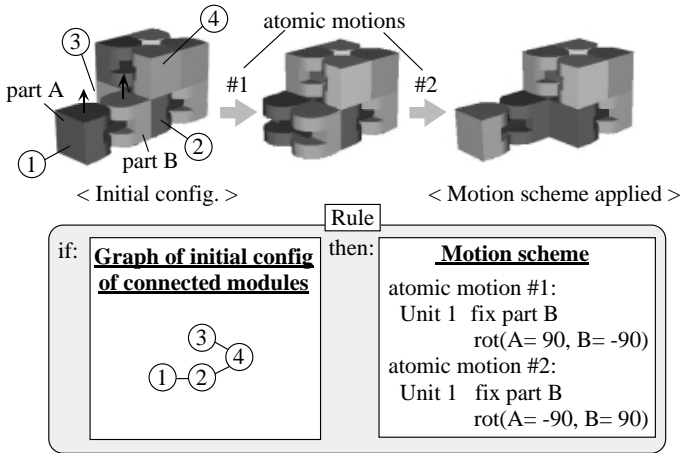 atomic motions
③
④
#1
#2
part A
①
part B
②
< Initial config. >
< Motion scheme applied >
Rule
if:
Graph of initial config
of connected modules
③
④
①
②
then:
Motion scheme
atomic motion #1:
Unit 1 fix part B
rot(A= 90, B= -90)
atomic motion #2:
Unit 1 fix part B
rot(A= -90, B= 90)